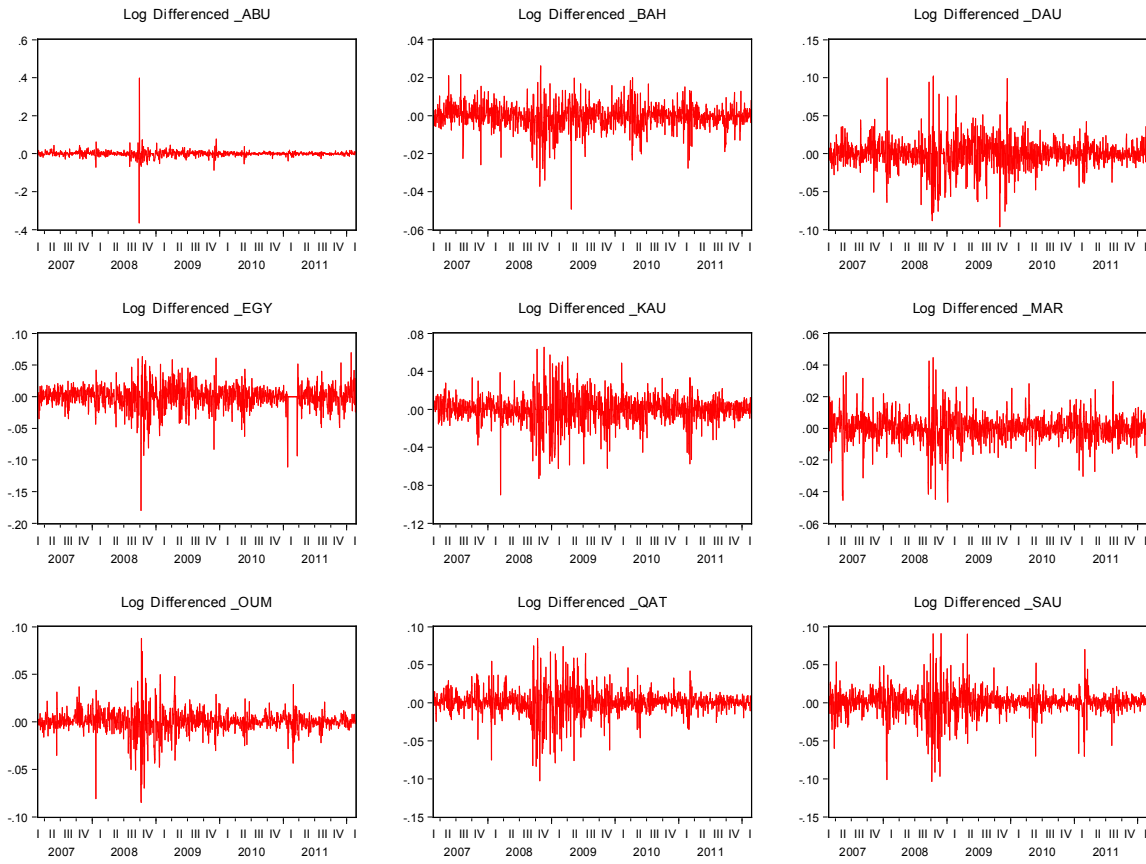 Log Differenced _ABU
.6
.4
.2
.0
-.2
-.4
I II III IV I II III IV I II III IV I II III IV I II III IV I
2007 2008 2009 2010 2011
Log Differenced _BAH
.04
.02
.00
-.02
-.04
-.06
I II III IV I II III IV I II III IV I II III IV I II III IV I
2007 2008 2009 2010 2011
Log Differenced _DAU
.15
.10
.05
.00
-.05
-.10
I II III IV I II III IV I II III IV I II III IV I II III IV I
2007 2008 2009 2010 2011
Log Differenced _EGY
.10
.05
.00
-.05
-.10
-.15
-.20
I II III IV I II III IV I II III IV I II III IV I II III IV I
2007 2008 2009 2010 2011
Log Differenced _KAU
.08
.04
.00
-.04
-.08
-.12
I II III IV I II III IV I II III IV I II III IV I II III IV I
2007 2008 2009 2010 2011
Log Differenced _MAR
.06
.04
.02
.00
-.02
-.04
-.06
I II III IV I II III IV I II III IV I II III IV I II III IV I
2007 2008 2009 2010 2011
Log Differenced _OUM
.10
.05
.00
-.05
-.10
I II III IV I II III IV I II III IV I II III IV I II III IV I
2007 2008 2009 2010 2011
Log Differenced _QAT
.10
.05
.00
-.05
-.10
-.15
I II III IV I II III IV I II III IV I II III IV I II III IV I
2007 2008 2009 2010 2011
Log Differenced _SAU
.10
.05
.00
-.05
-.10
-.15
I II III IV I II III IV I II III IV I II III IV I II III IV I
2007 2008 2009 2010 2011